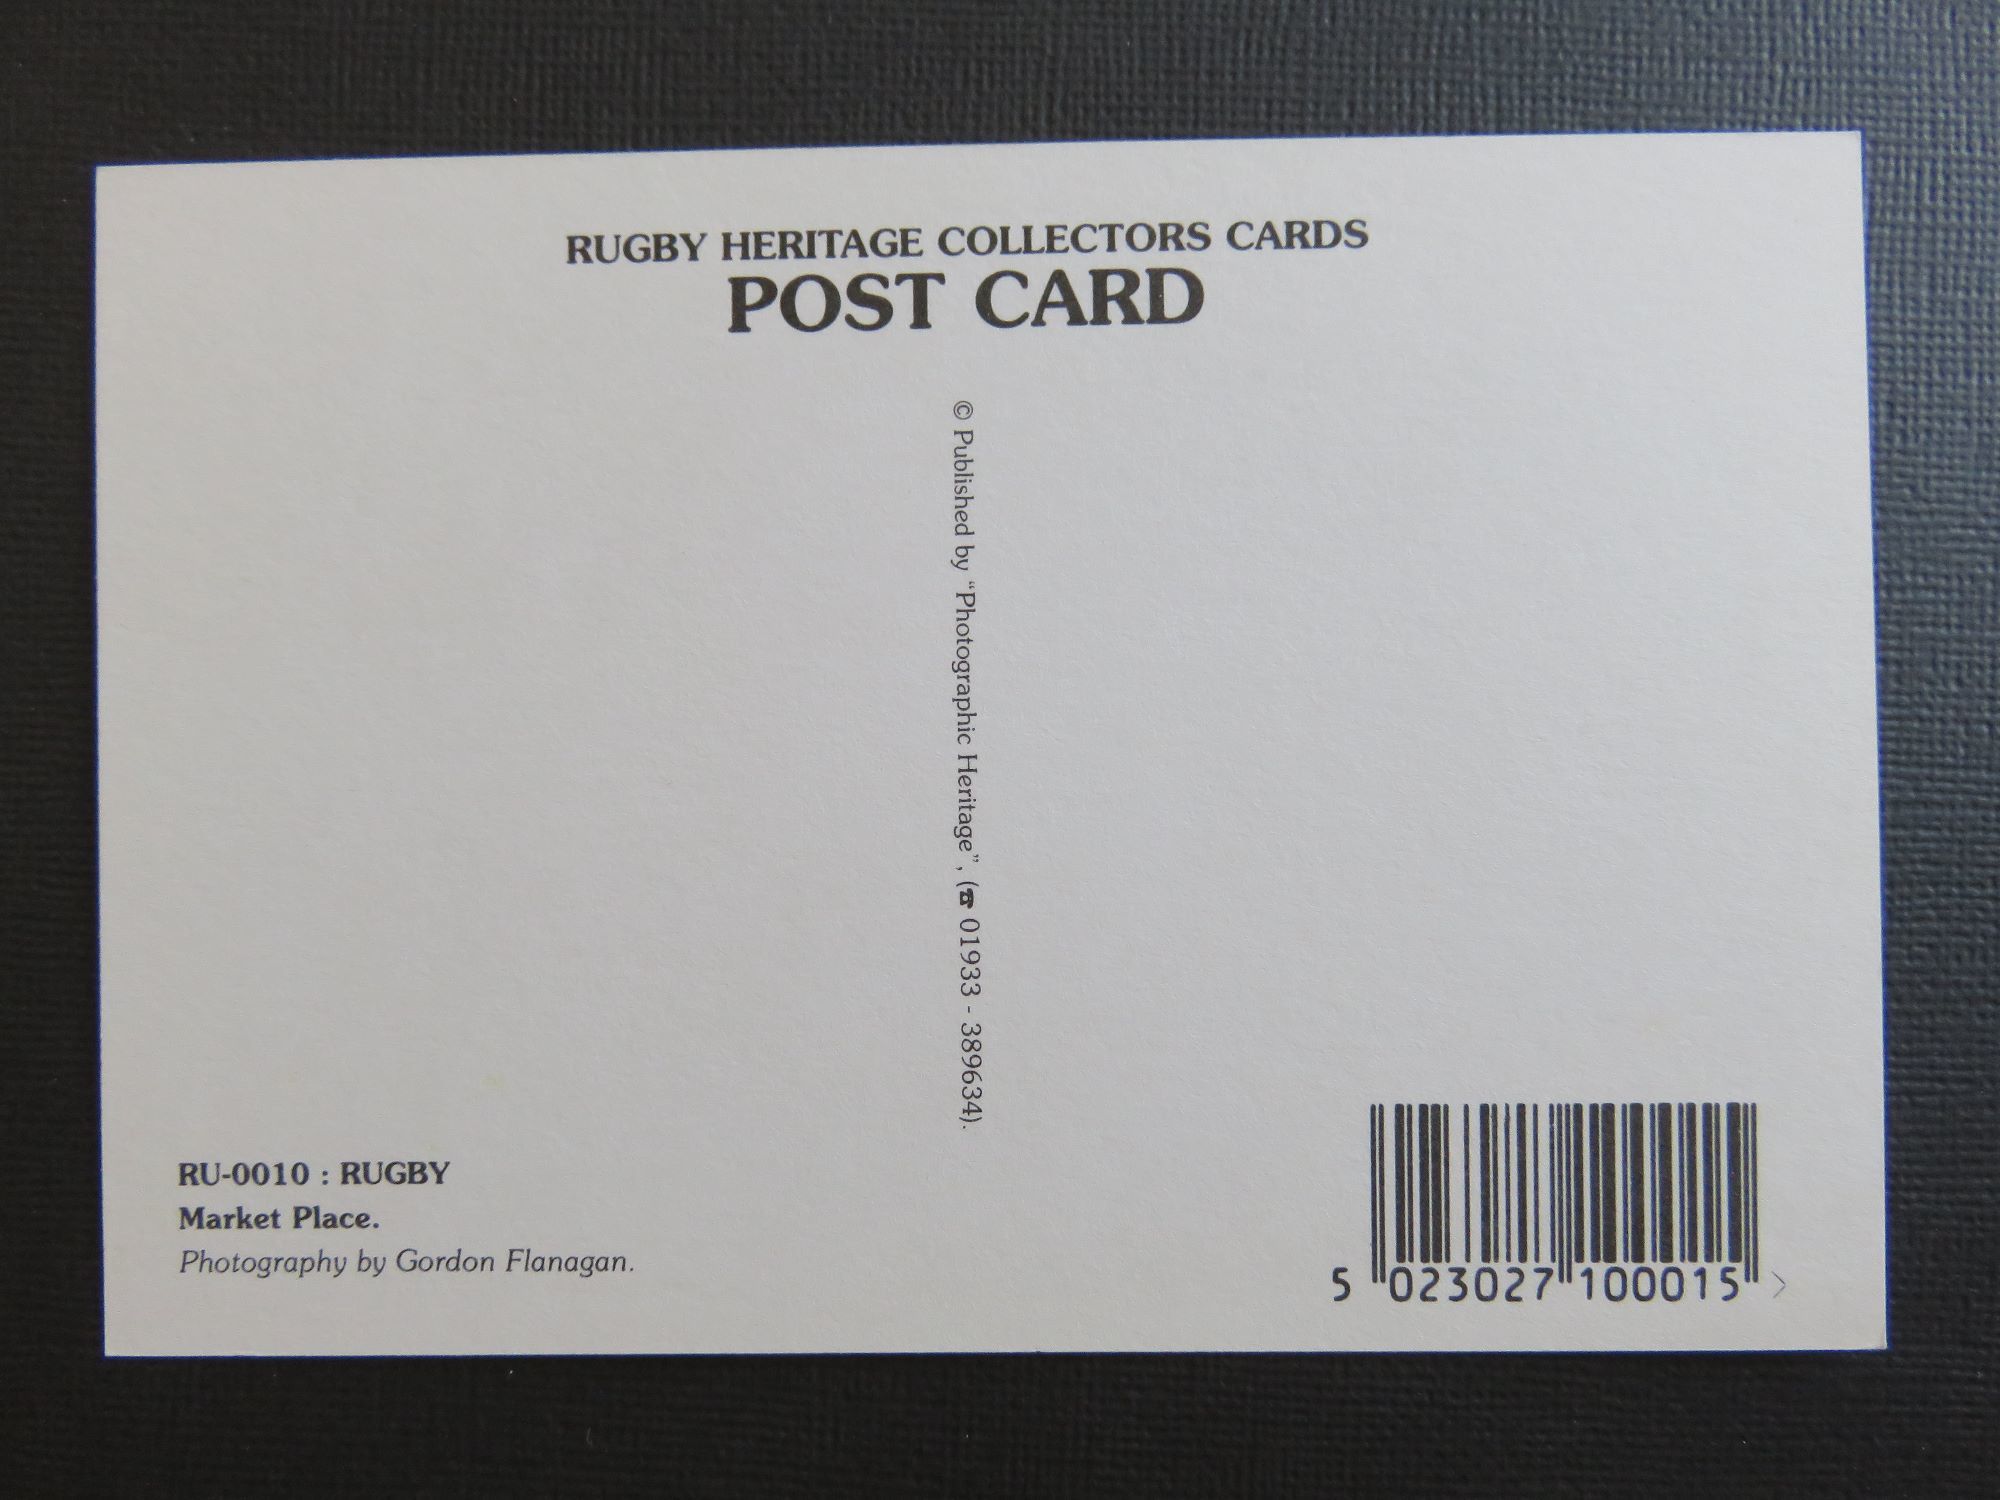 RUGBY HERITAGE COLLECTORS CARDS
POST CARD
© Published by “Photographic Heritage”, (☎ 01933 - 389634).
RU-0010 : RUGBY
Market Place.
Photography by Gordon Flanagan.
5 023027 100015 >